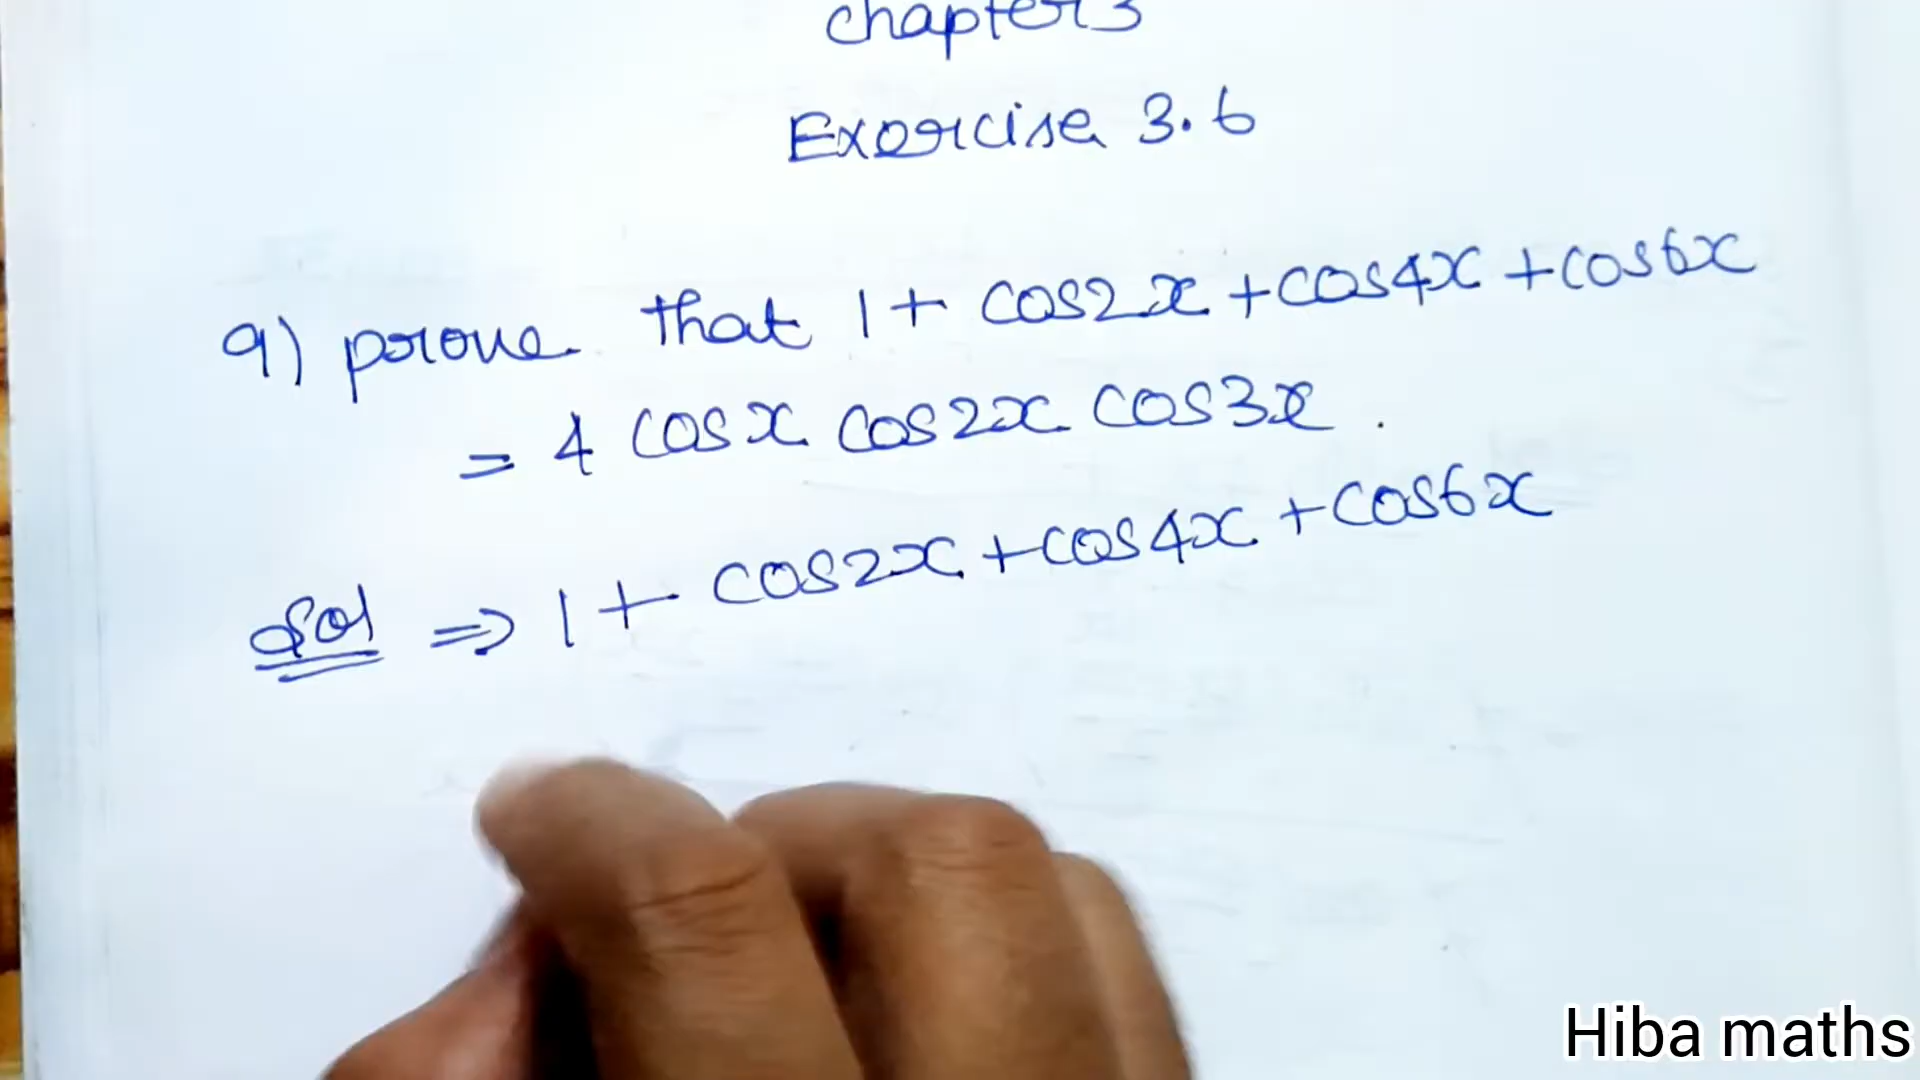 Chapter 3
Exercise 3.6
9) prove that 1 + cos2x + cos4x + cos6x
= 4 cosx cos2x cos3x .
Sol ⇒ 1 + cos2x + cos4x + cos6x
Hiba maths